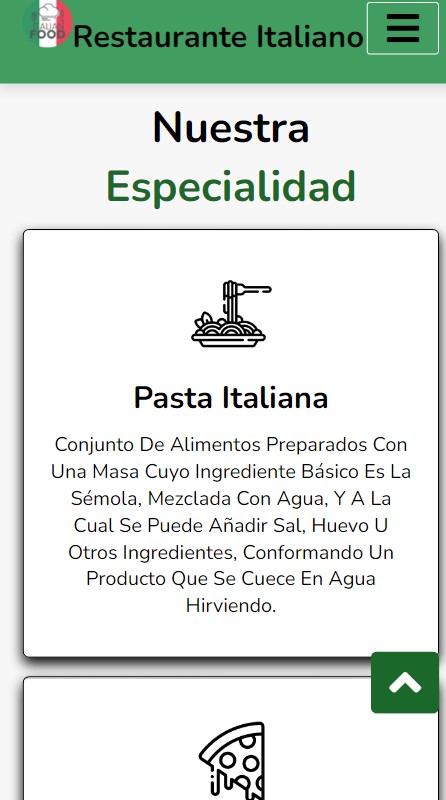 ITALIAN
FOOD
Restaurante Italiano
Nuestra
Especialidad
Pasta Italiana
Conjunto De Alimentos Preparados Con
Una Masa Cuyo Ingrediente Básico Es La
Sémola, Mezclada Con Agua, Y A La
Cual Se Puede Añadir Sal, Huevo U
Otros Ingredientes, Conformando Un
Producto Que Se Cuece En Agua
Hirviendo.